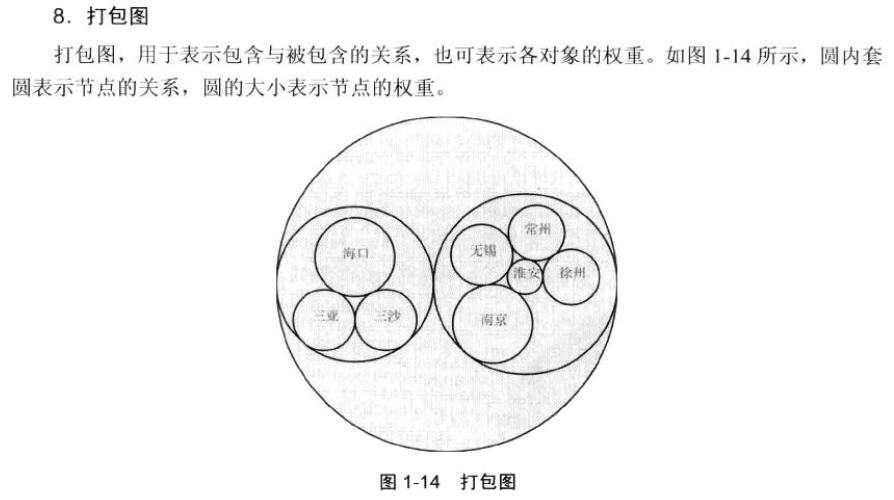 8．打包图
打包图，用于表示包含与被包含的关系，也可表示各对象的权重。如图 1-14 所示，圆内套
圆表示节点的关系，圆的大小表示节点的权重。
常州
无锡
海口
淮安
徐州
三亚
三沙
南京
图 1-14 打包图